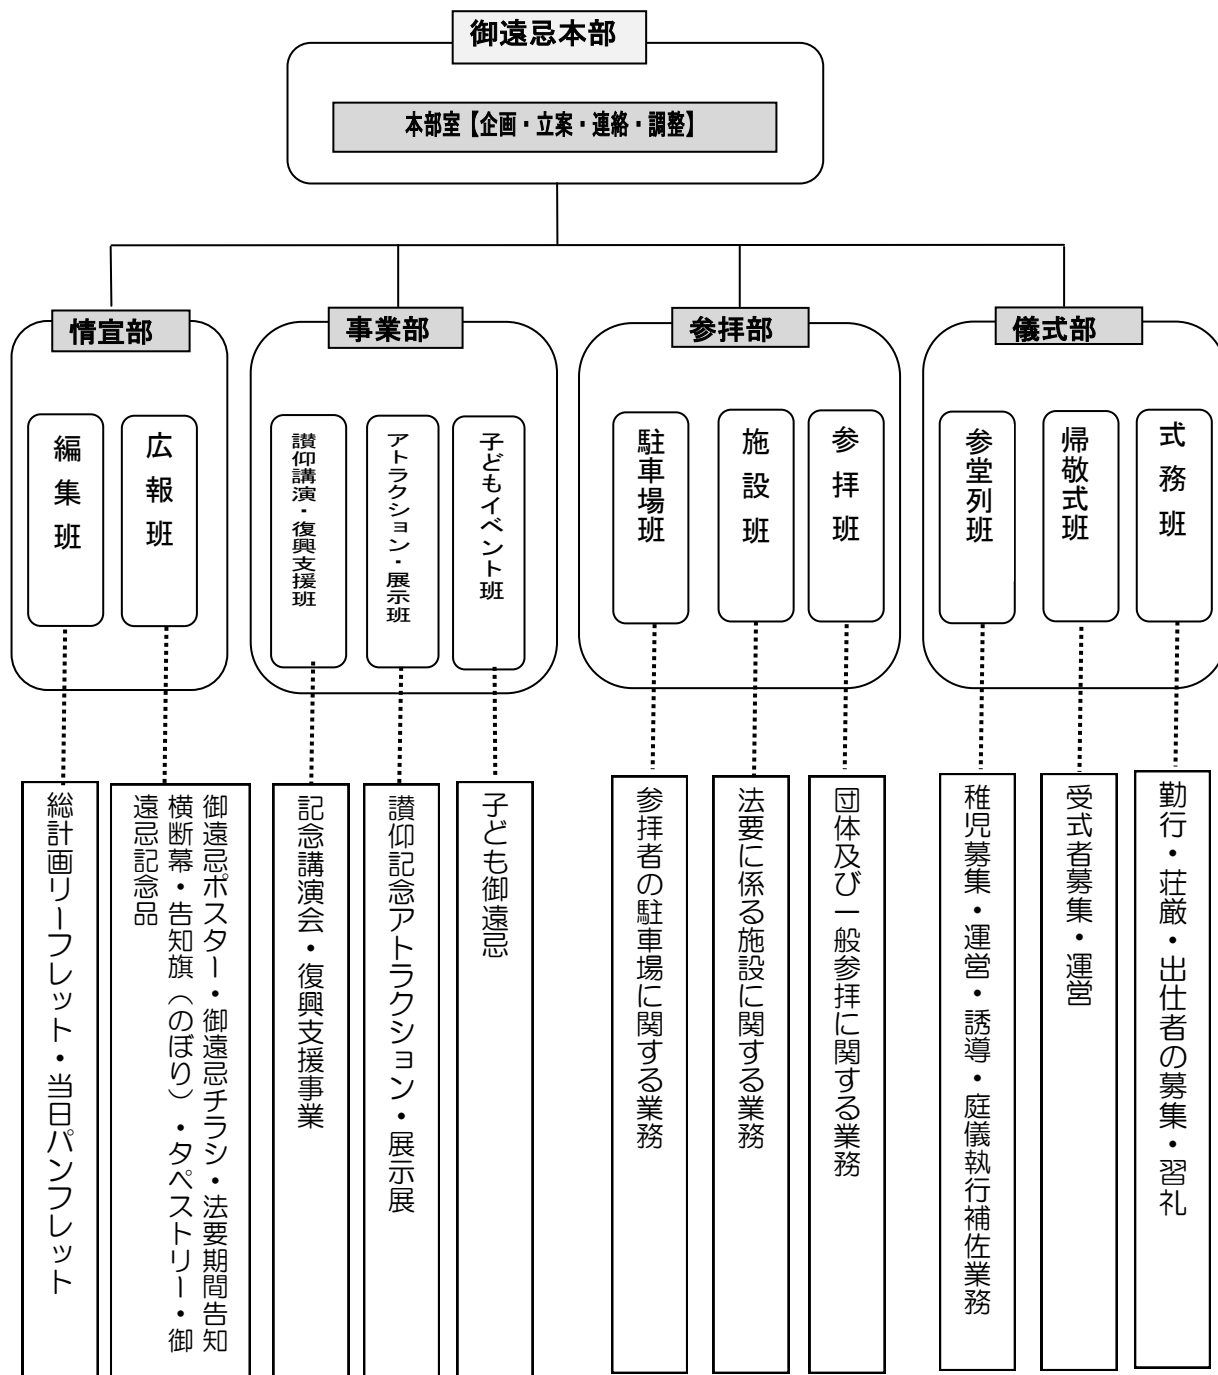 御遠忌本部
本部室【企画・立案・連絡・調整】
情宣部
事業部
参拝部
儀式部
編集班
広報班
讃仰講演・復興支援班
アトラクション・展示班
子どもイベント班
駐車場班
施設班
参拝班
参堂列班
帰敬式班
式務班
総計画リーフレット・当日パンフレット
御遠忌ポスター・御遠忌チラシ・法要期間告知
横断幕・告知旗（のぼり）・タペストリー・御
遠忌記念品
記念講演会・復興支援事業
讃仰記念アトラクション・展示展
子ども御遠忌
参拝者の駐車場に関する業務
法要に係る施設に関する業務
団体及び一般参拝に関する業務
稚児募集・運営・誘導・庭儀執行補佐業務
受式者募集・運営
勤行・荘厳・出仕者の募集・習礼